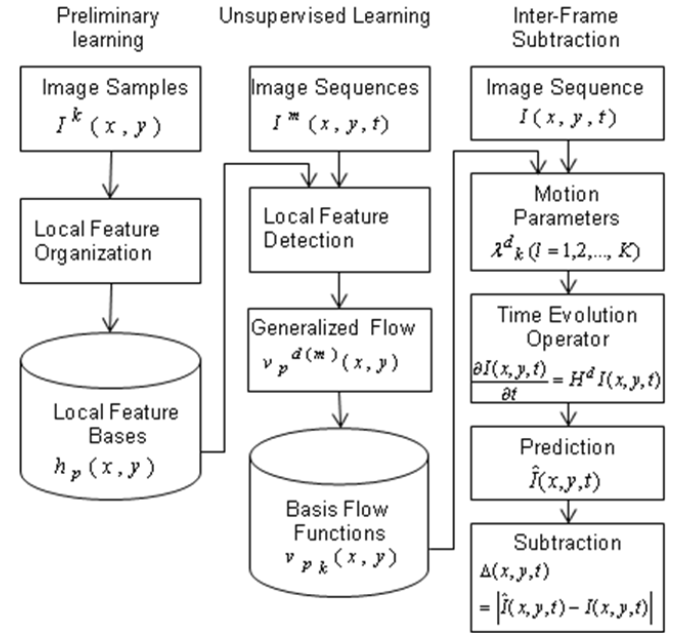 Preliminary
learning
Image Samples
I^k (x, y)
Local Feature
Organization
Local Feature
Bases
h_p (x, y)
Unsupervised Learning
Image Sequences
I^m (x, y, t)
Local Feature
Detection
Generalized Flow
v_p^{d(m)} (x, y)
Basis Flow
Functions
v_{pk} (x, y)
Inter-Frame
Subtraction
Image Sequence
I(x, y, t)
Motion
Parameters
λ^d_k (l = 1,2,..., K)
Time Evolution
Operator
∂I(x,y,t)/∂t = H^d I(x,y,t)
Prediction
Î(x,y,t)
Subtraction
Δ(x,y,t)
= |Î(x,y,t) − I(x,y,t)|